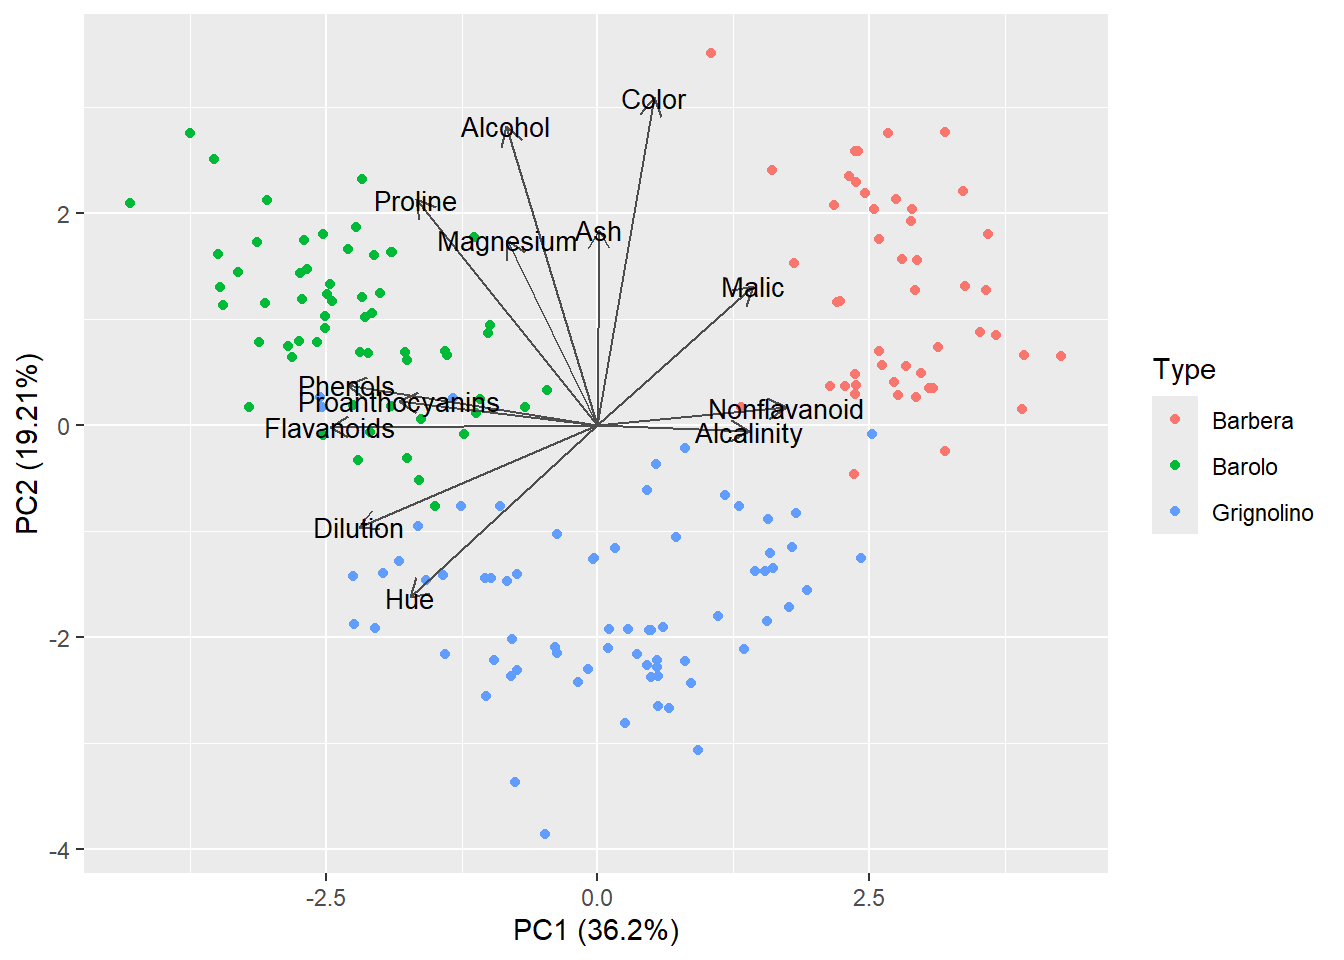 Color
Alcohol
Proline
Magnesium
Ash
Malic
Phenols
Proanthocyanins
Flavanoids
Nonflavanoid
Alcalinity
Dilution
Hue
2
0
-2
-4
-2.5
0.0
2.5
PC1 (36.2%)
PC2 (19.21%)
Type
Barbera
Barolo
Grignolino